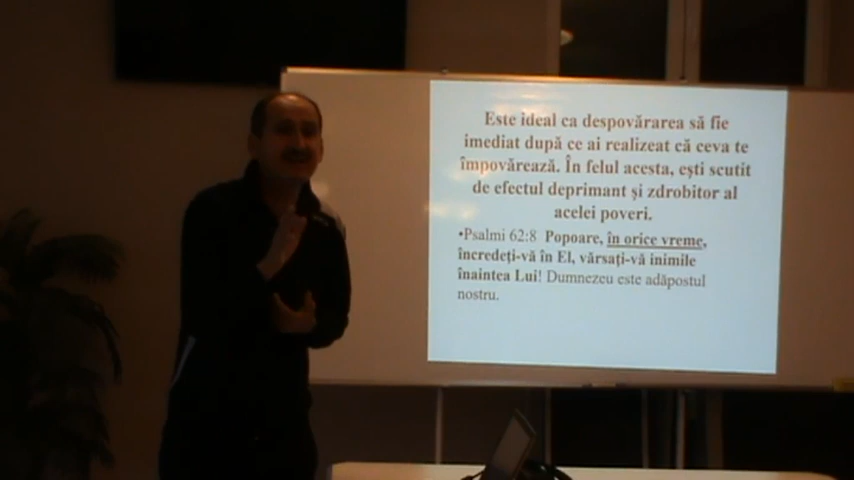 Este ideal ca despovărarea să fie
imediat după ce ai realizeat că ceva te
împovărează. În felul acesta, ești scutit
de efectul deprimant și zdrobitor al
acelei poveri.
•Psalmi 62:8 Popoare, în orice vreme,
încredeți-vă în El, vărsați-vă inimile
înaintea Lui! Dumnezeu este adăpostul
nostru.